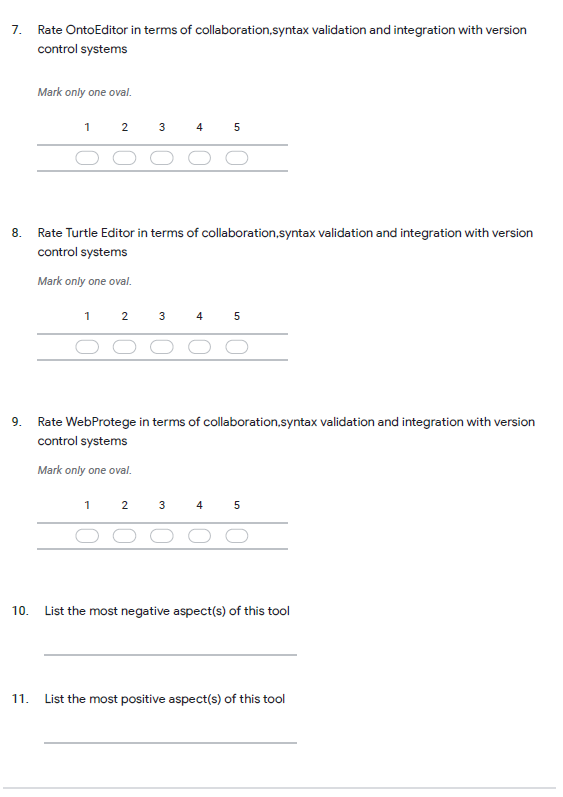 7. Rate OntoEditor in terms of collaboration,syntax validation and integration with version
control systems
Mark only one oval.
1 2 3 4 5
8. Rate Turtle Editor in terms of collaboration,syntax validation and integration with version
control systems
Mark only one oval.
1 2 3 4 5
9. Rate WebProtege in terms of collaboration,syntax validation and integration with version
control systems
Mark only one oval.
1 2 3 4 5
10. List the most negative aspect(s) of this tool
11. List the most positive aspect(s) of this tool